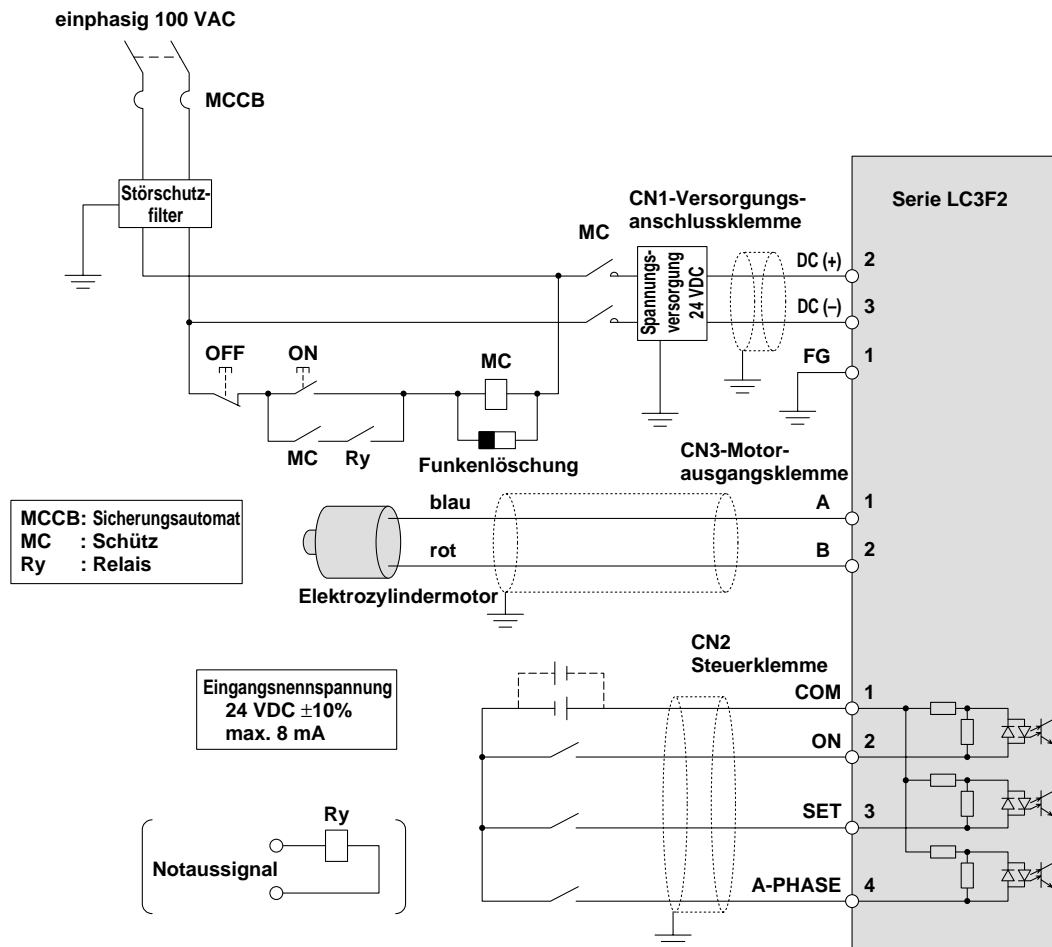 einphasig 100 VAC
MCCB
Störschutz-
filter
CN1-Versorgungs-
anschlussklemme
Serie LC3F2
MC
Spannungs-
versorgung
24 VDC
DC (+)
2
DC (–)
3
FG
1
OFF
ON
MC
MC
Ry
Funkenlöschung
CN3-Motor-
ausgangsklemme
MCCB: Sicherungsautomat
MC : Schütz
Ry : Relais
blau
A
1
rot
B
2
Elektrozylindermotor
CN2
Steuerklemme
Eingangsnennspannung
24 VDC ±10%
max. 8 mA
COM
1
ON
2
SET
3
A-PHASE
4
Ry
Notaussignal